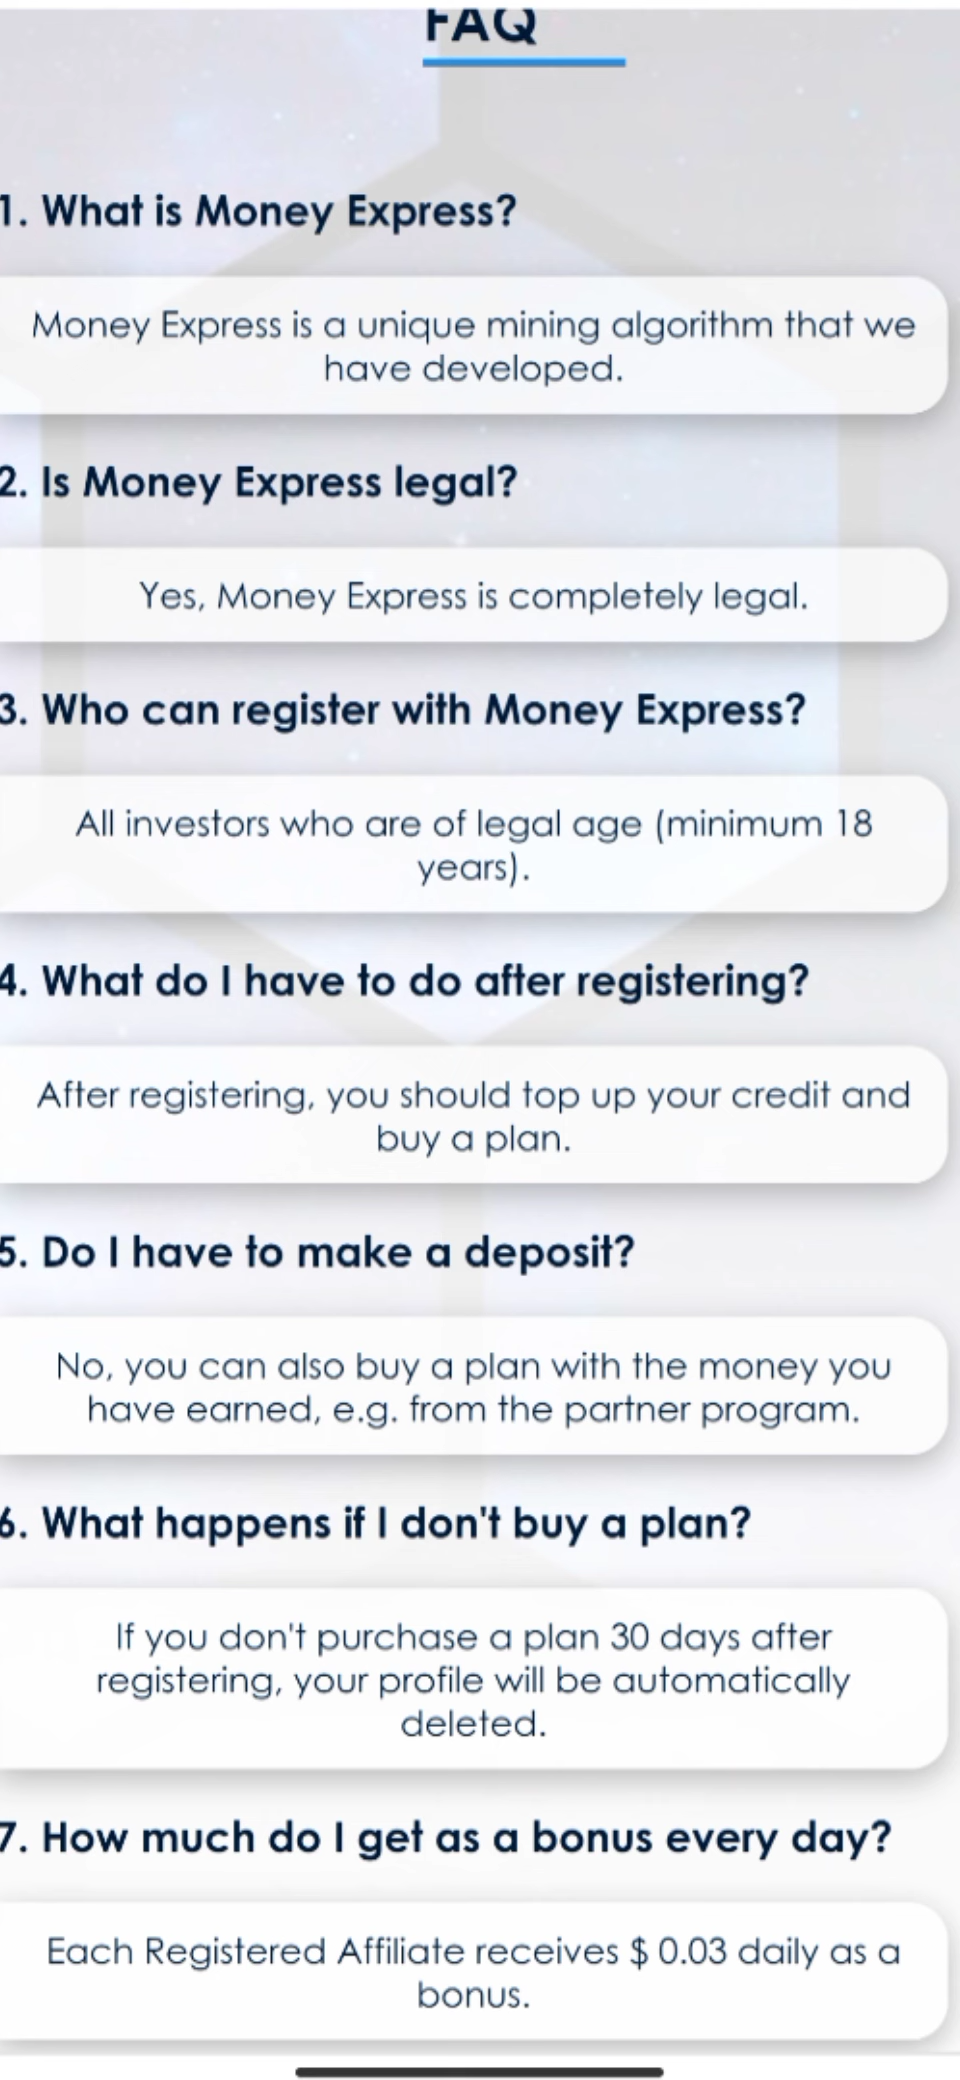 FAQ
1. What is Money Express?
Money Express is a unique mining algorithm that we
have developed.
2. Is Money Express legal?
Yes, Money Express is completely legal.
3. Who can register with Money Express?
All investors who are of legal age (minimum 18
years).
4. What do I have to do after registering?
After registering, you should top up your credit and
buy a plan.
5. Do I have to make a deposit?
No, you can also buy a plan with the money you
have earned, e.g. from the partner program.
6. What happens if I don't buy a plan?
If you don't purchase a plan 30 days after
registering, your profile will be automatically
deleted.
7. How much do I get as a bonus every day?
Each Registered Affiliate receives $ 0.03 daily as a
bonus.